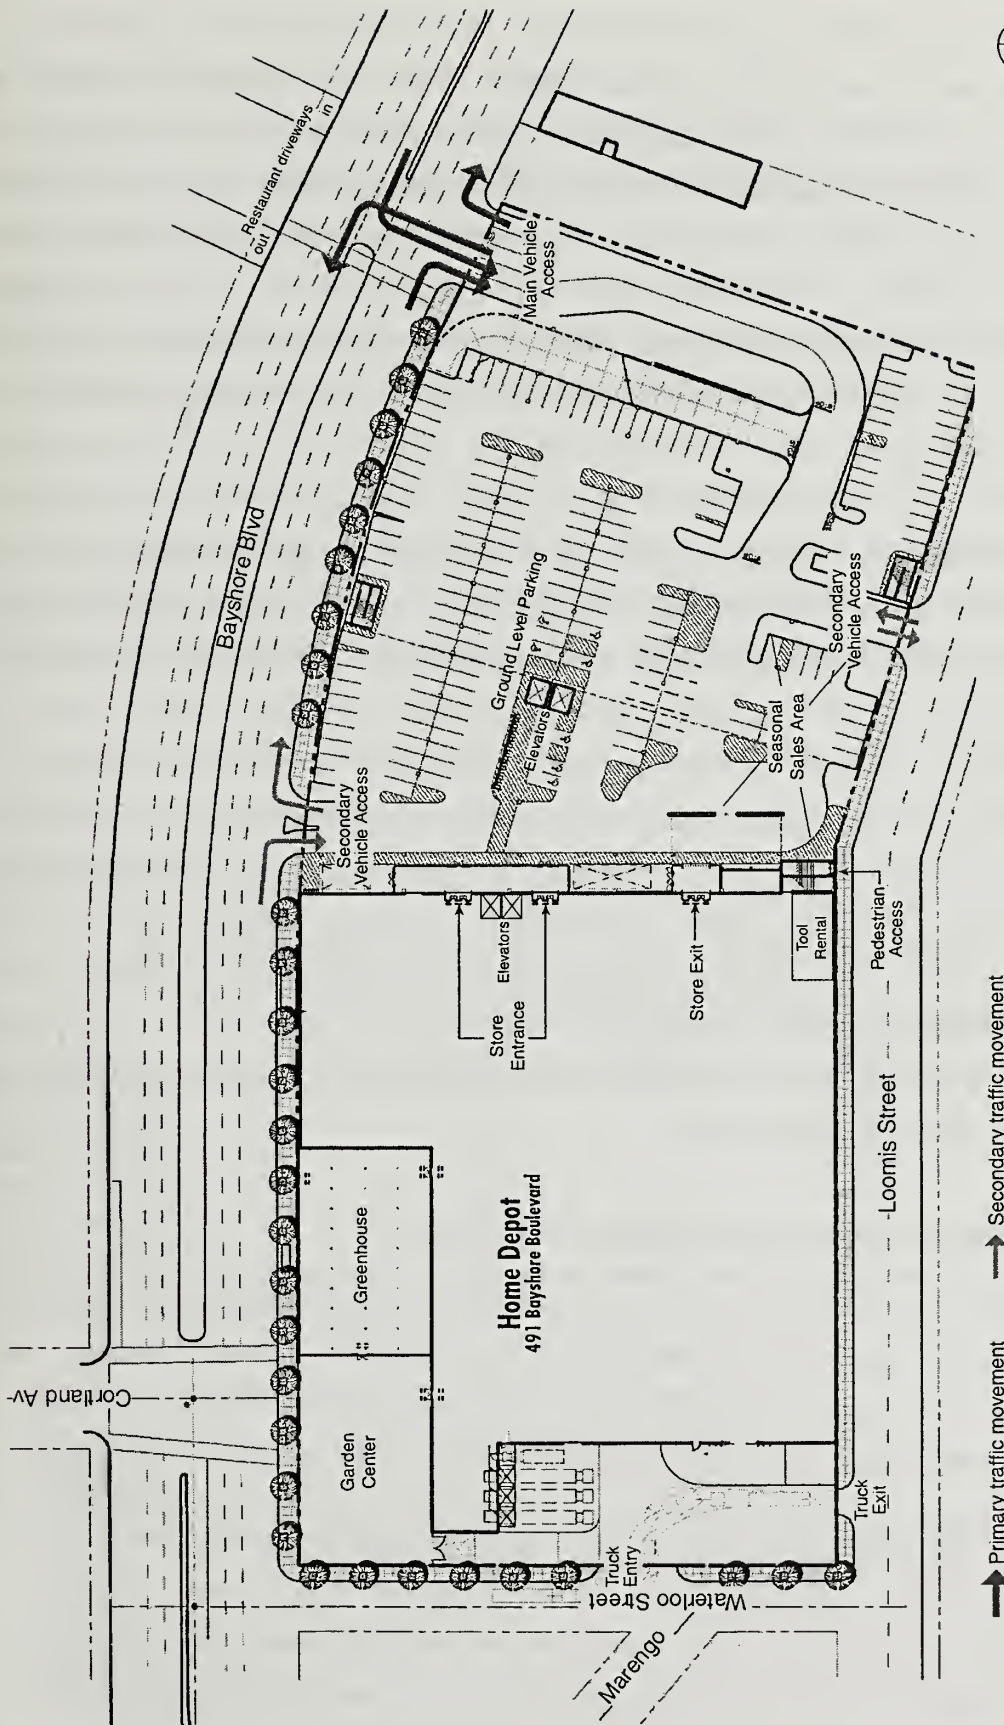 Restaurant driveways
out
in
Bayshore Blvd
Main Vehicle
Access
Ground Level Parking
Elevators
Secondary
Vehicle Access
Seasonal
Sales Area
Secondary
Vehicle Access
Store
Entrance
Elevators
Store Exit
Tool
Rental
Pedestrian
Access
Cortland Av
Greenhouse
Garden
Center
Home Depot
491 Bayshore Boulevard
Loomis Street
Truck
Entry
Truck
Exit
Waterloo Street
Marengo
Primary traffic movement
Secondary traffic movement